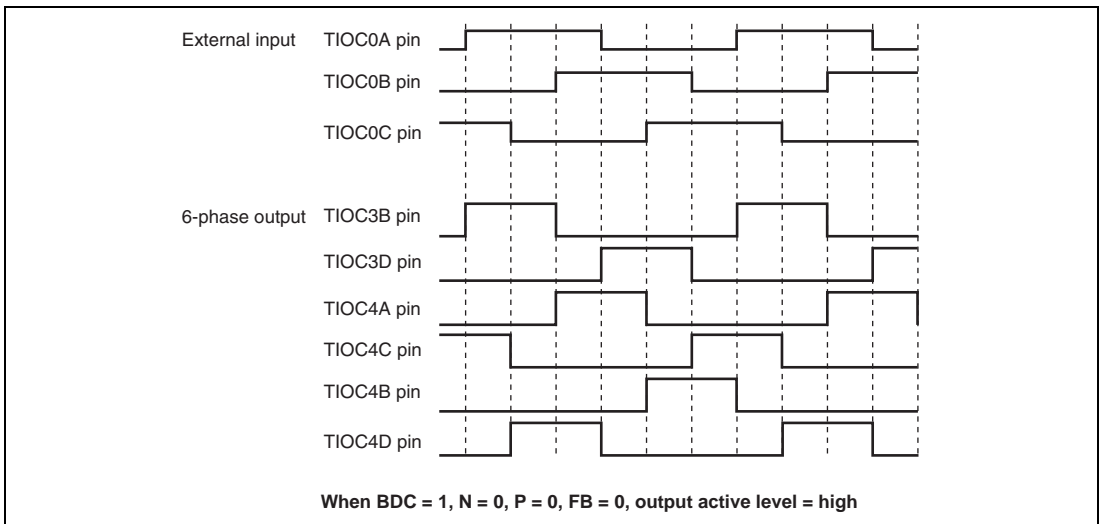 External input TIOC0A pin
TIOC0B pin
TIOC0C pin
6-phase output TIOC3B pin
TIOC3D pin
TIOC4A pin
TIOC4C pin
TIOC4B pin
TIOC4D pin
When BDC = 1, N = 0, P = 0, FB = 0, output active level = high